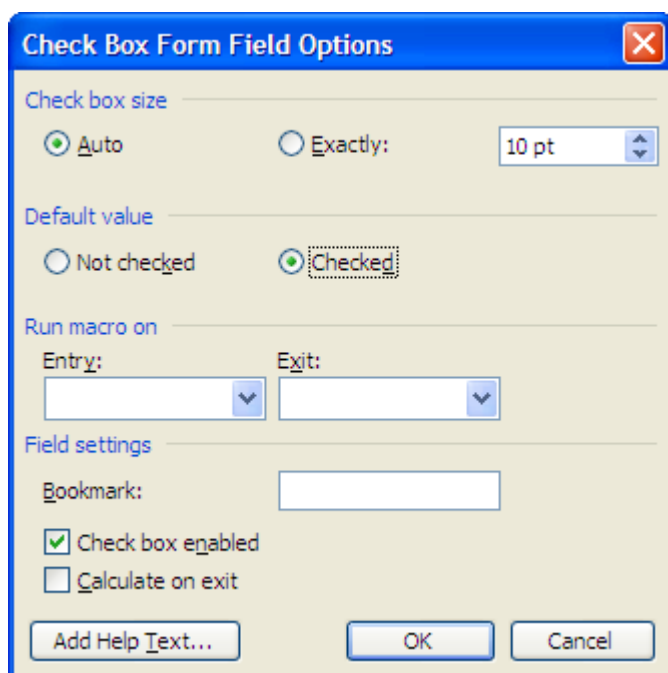 Check Box Form Field Options
Check box size
Auto Exactly: 10 pt
Default value
Not checked Checked
Run macro on
Entry: Exit:
Field settings
Bookmark:
Check box enabled
Calculate on exit
Add Help Text... OK Cancel